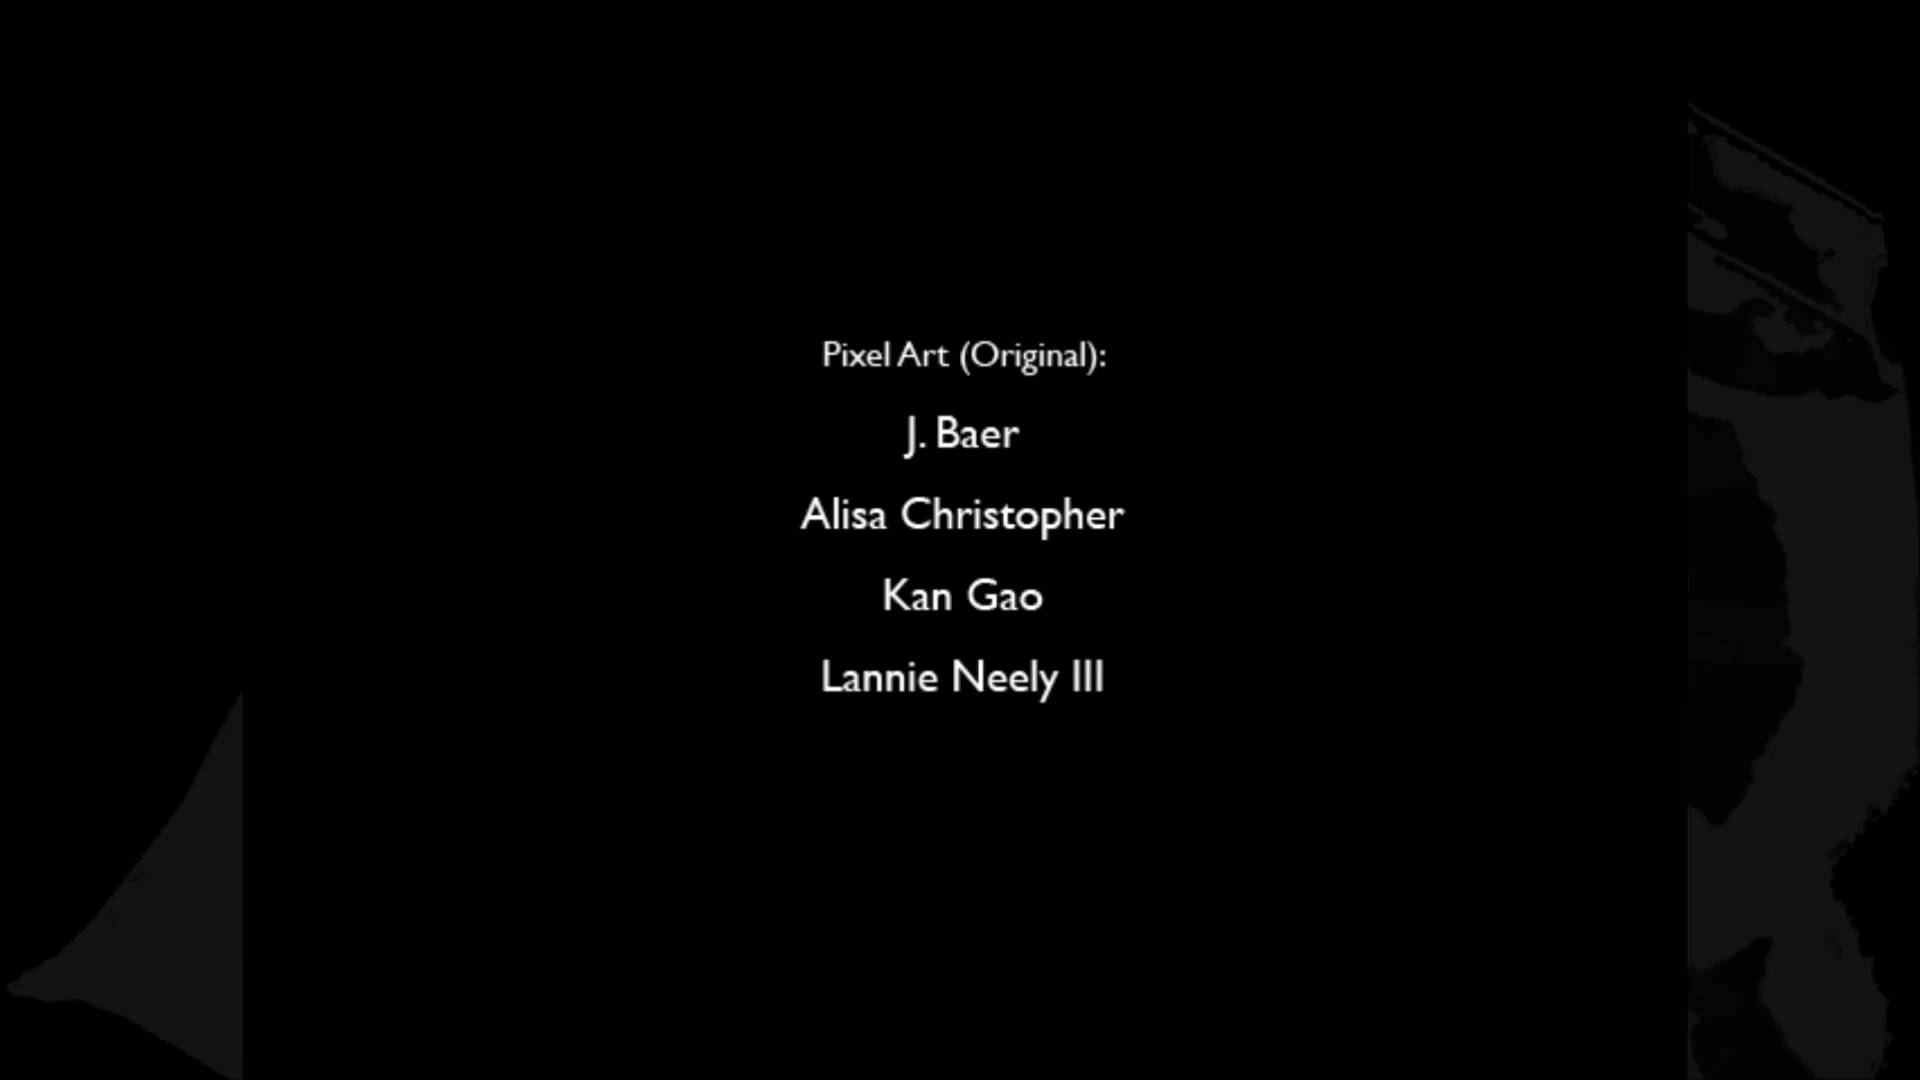 Pixel Art (Original):
J. Baer
Alisa Christopher
Kan Gao
Lannie Neely III